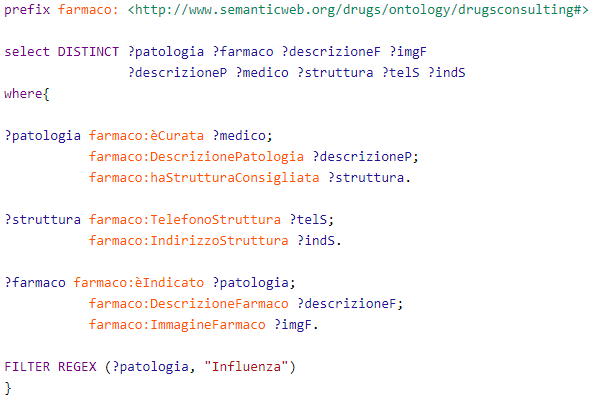 prefix farmaco: <http://www.semanticweb.org/drugs/ontology/drugsconsulting#>
select DISTINCT ?patologia ?farmaco ?descrizioneF ?imgF
?descrizioneP ?medico ?struttura ?telS ?indS
where{
?patologia farmaco:èCurata ?medico;
farmaco:DescrizionePatologia ?descrizioneP;
farmaco:haStrutturaConsigliata ?struttura.
?struttura farmaco:TelefonoStruttura ?telS;
farmaco:IndirizzoStruttura ?indS.
?farmaco farmaco:èIndicato ?patologia;
farmaco:DescrizioneFarmaco ?descrizioneF;
farmaco:ImmagineFarmaco ?imgF.
FILTER REGEX (?patologia, "Influenza")
}